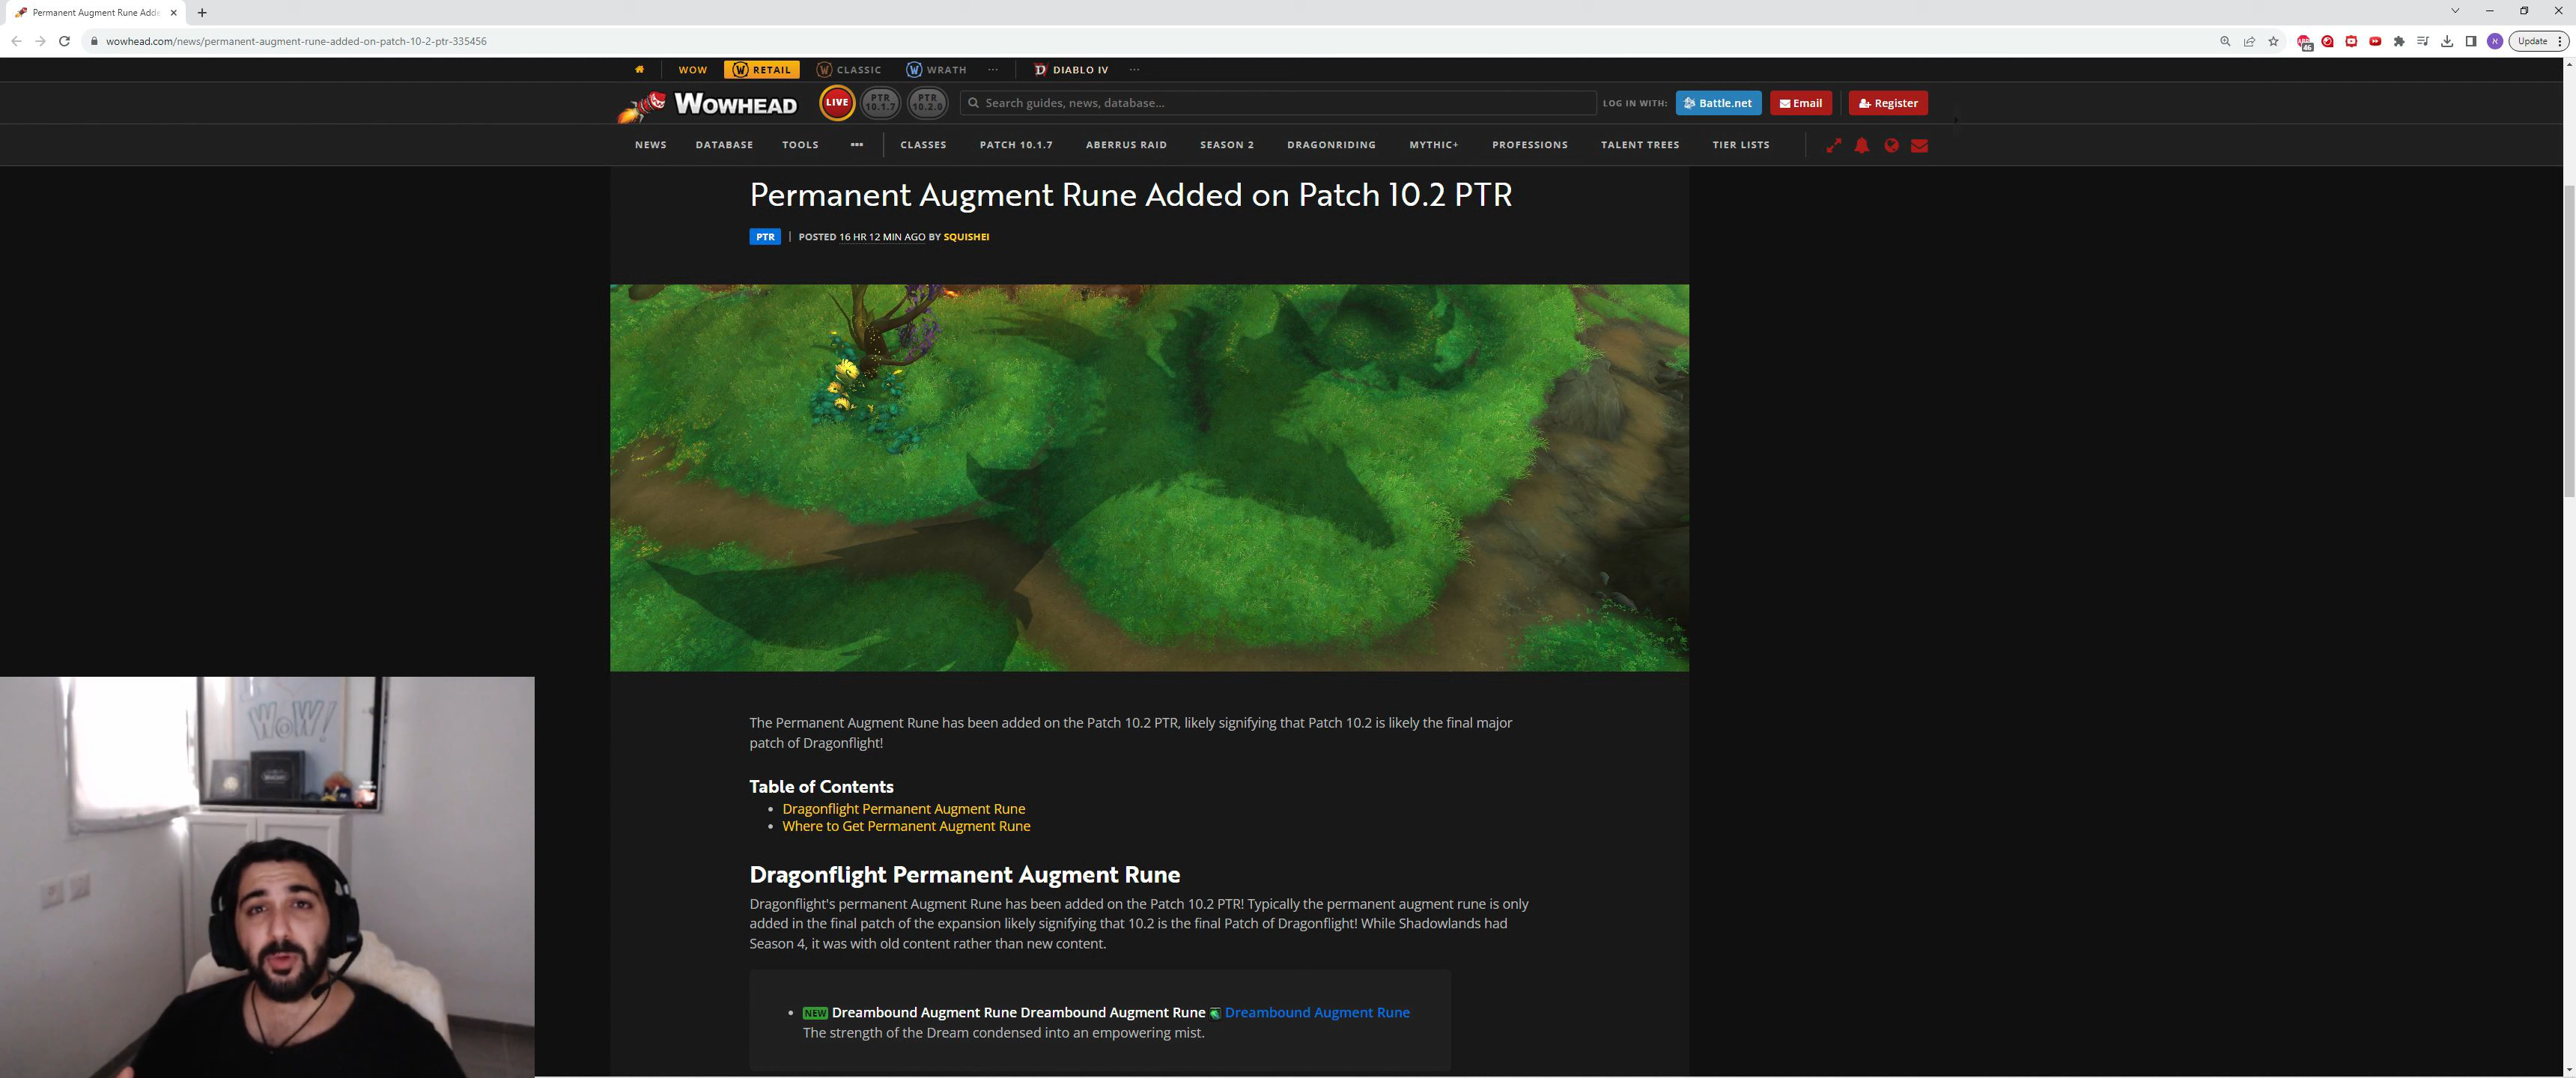 Permanent Augment Rune Adde
wowhead.com/news/permanent-augment-rune-added-on-patch-10-2-ptr-335456
46
Update
WOW
RETAIL
CLASSIC
WRATH
DIABLO IV
WOWHEAD
LIVE
PTR
10.1.7
PTR
10.2.0
Search guides, news, database...
LOG IN WITH:
Battle.net
Email
Register
NEWS
DATABASE
TOOLS
CLASSES
PATCH 10.1.7
ABERRUS RAID
SEASON 2
DRAGONRIDING
MYTHIC+
PROFESSIONS
TALENT TREES
TIER LISTS
Permanent Augment Rune Added on Patch 10.2 PTR
PTR | POSTED 16 HR 12 MIN AGO BY SQUISHEI
WOW!
The Permanent Augment Rune has been added on the Patch 10.2 PTR, likely signifying that Patch 10.2 is likely the final major
patch of Dragonflight!
Table of Contents
• Dragonflight Permanent Augment Rune
• Where to Get Permanent Augment Rune
Dragonflight Permanent Augment Rune
Dragonflight's permanent Augment Rune has been added on the Patch 10.2 PTR! Typically the permanent augment rune is only
added in the final patch of the expansion likely signifying that 10.2 is the final Patch of Dragonflight! While Shadowlands had
Season 4, it was with old content rather than new content.
• NEW Dreambound Augment Rune Dreambound Augment Rune Dreambound Augment Rune
The strength of the Dream condensed into an empowering mist.